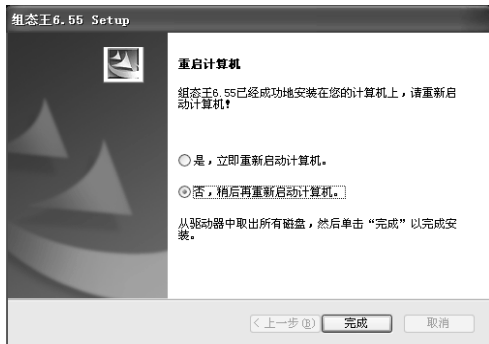 组态王6.55 Setup
重启计算机
组态王6.55已经成功地安装在您的计算机上，请重新启
动计算机！
是，立即重新启动计算机。
否，稍后再重新启动计算机。
从驱动器中取出所有磁盘，然后单击“完成”以完成安
装。
<上一步(B) 完成 取消